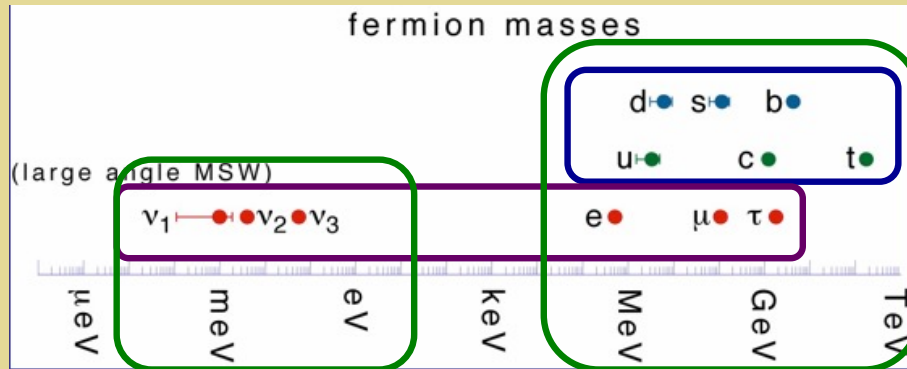 fermion masses
d s b
u c t
(large angle MSW)
ν₁ ν₂ ν₃ e μ τ
μeV meV eV keV MeV GeV TeV